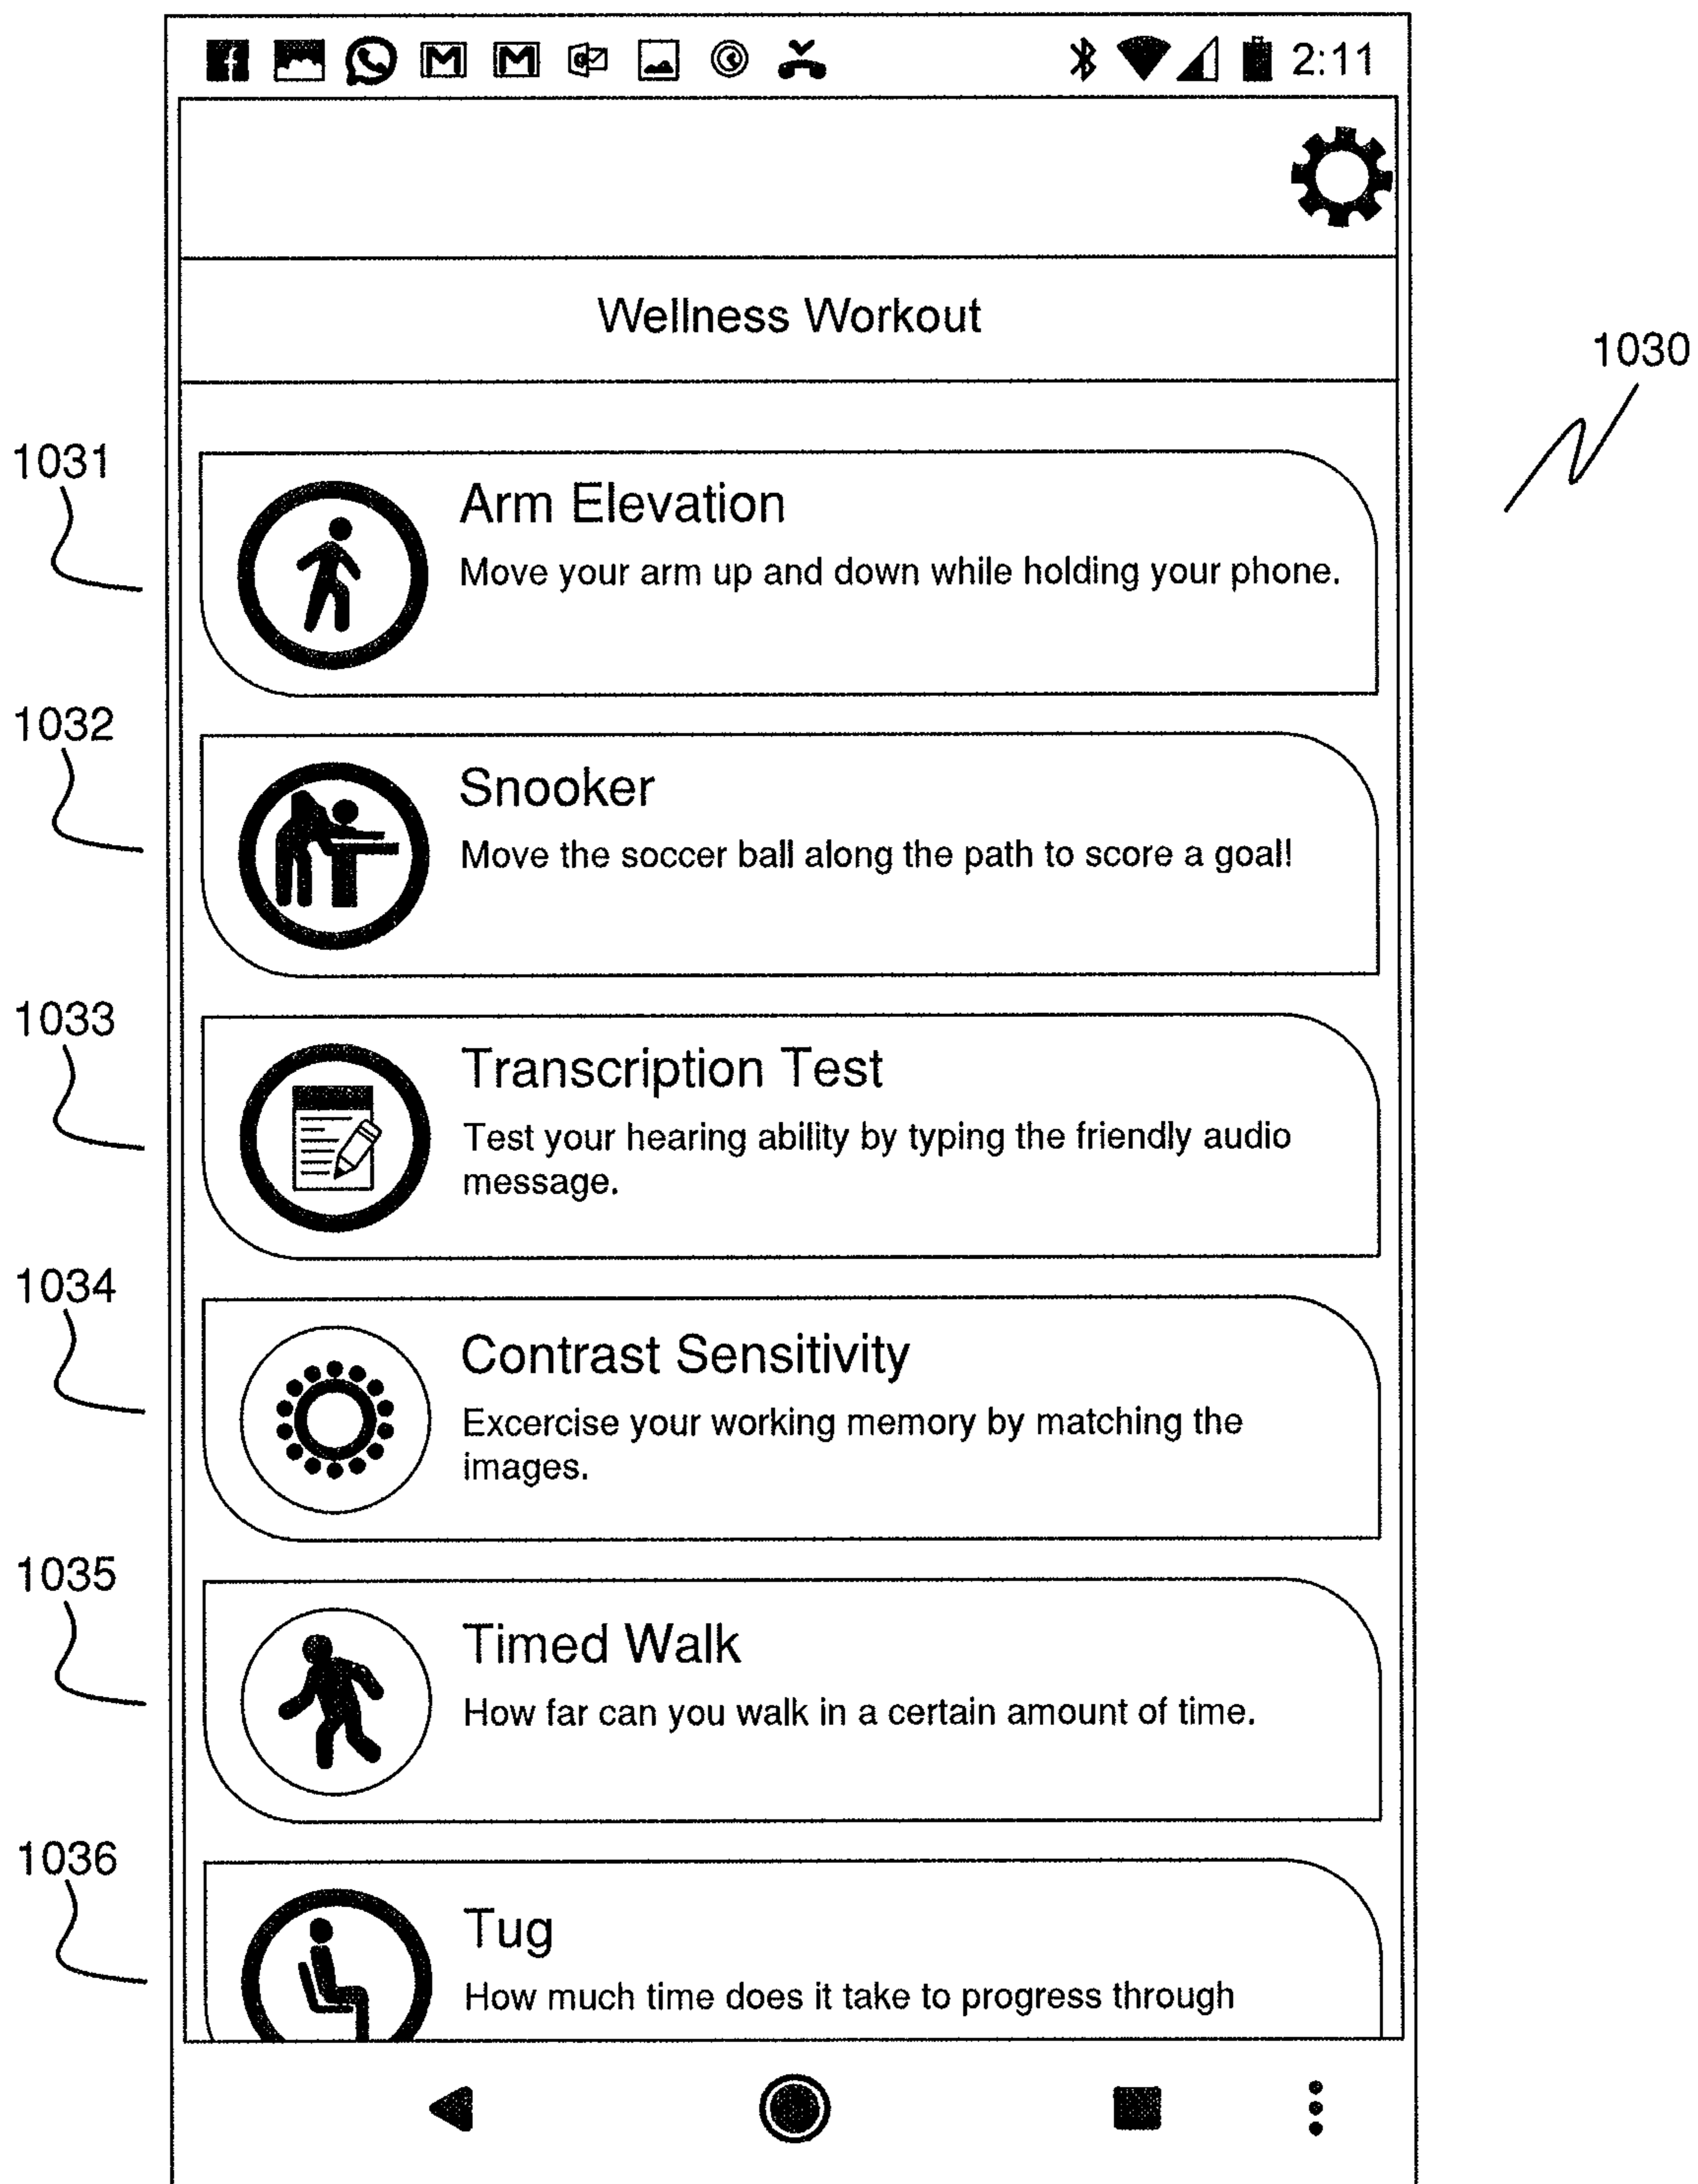 2:11
Wellness Workout
1030
1031
Arm Elevation
Move your arm up and down while holding your phone.
1032
Snooker
Move the soccer ball along the path to score a goal!
1033
Transcription Test
Test your hearing ability by typing the friendly audio
message.
1034
Contrast Sensitivity
Excercise your working memory by matching the
images.
1035
Timed Walk
How far can you walk in a certain amount of time.
1036
Tug
How much time does it take to progress through